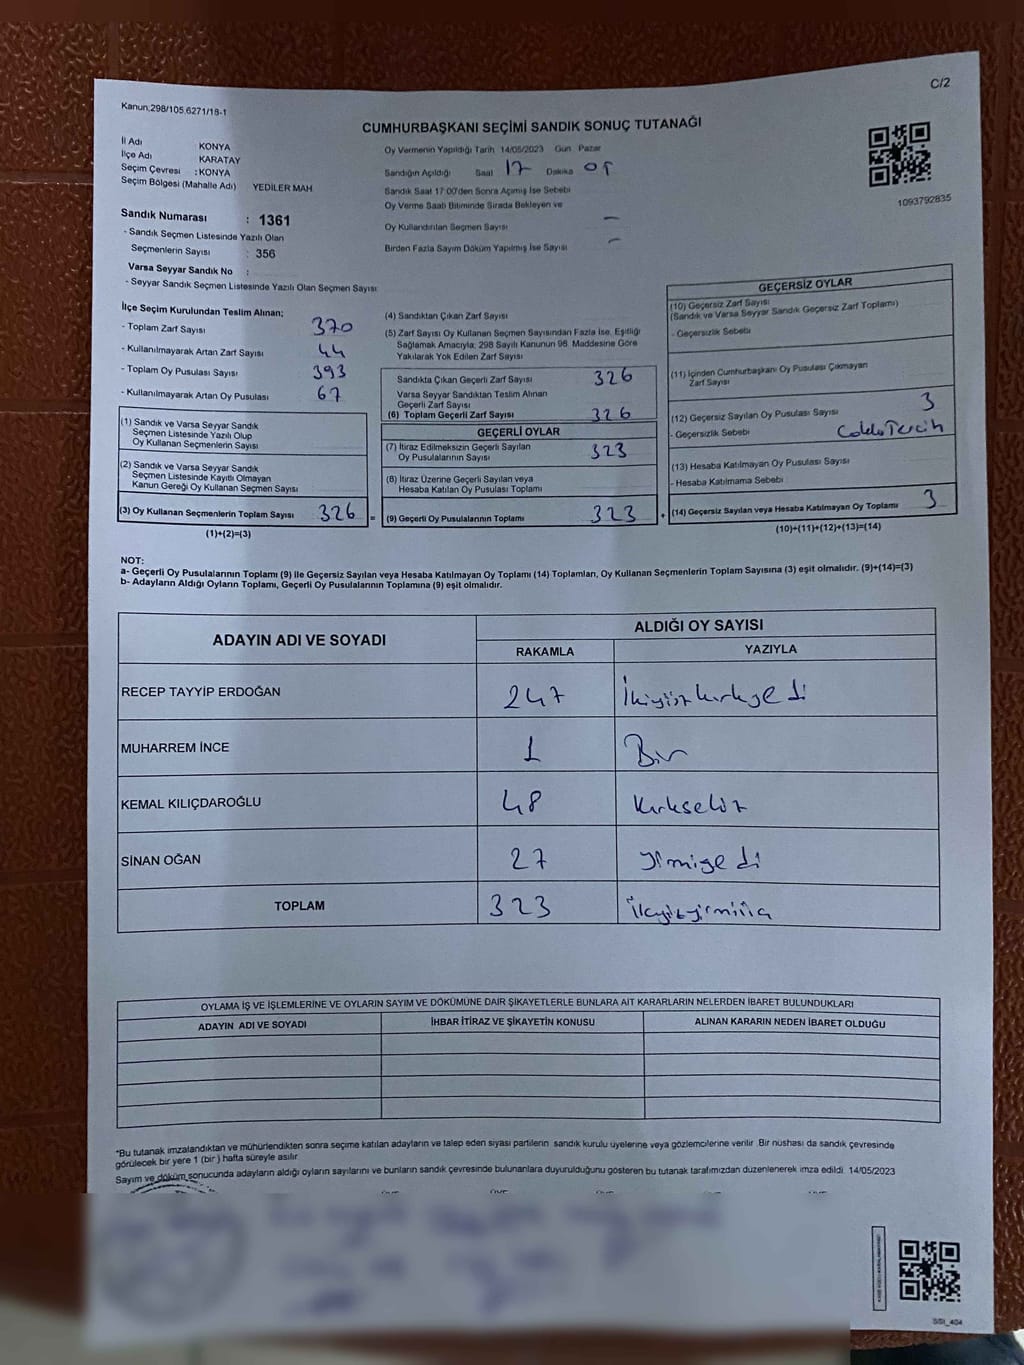 C/2
Kanun.298/105.6271/18-1
CUMHURBAŞKANI SEÇİMİ SANDIK SONUÇ TUTANAĞI
İl Adı KONYA
İlçe Adı KARATAY
Seçim Çevresi : KONYA
Seçim Bölgesi (Mahalle Adı) YEDİLER MAH
Sandık Numarası : 1361
- Sandık Seçmen Listesinde Yazılı Olan
Seçmenlerin Sayısı : 356
Varsa Seyyar Sandık No :
- Seyyar Sandık Seçmen Listesinde Yazılı Olan Seçmen Sayısı
Oy Vermenin Yapıldığı Tarih 14/05/2023 Gün Pazar
Sandığın Açıldığı Saat 17 Dakika
Sandık Saat 17:00'den Sonra Açımış İse Sebebi
Oy Verme Saati Bitiminde Sırada Bekleyen ve
Oy Kullandırılan Seçmen Sayısı —
Birden Fazla Sayım Döküm Yapılmış İse Sayısı —
1093792835
İlçe Seçim Kurulundan Teslim Alınan;
- Toplam Zarf Sayısı 370
- Kullanılmayarak Artan Zarf Sayısı 44
- Toplam Oy Pusulası Sayısı 393
- Kullanılmayarak Artan Oy Pusulası 67
(1) Sandık ve Varsa Seyyar Sandık
Seçmen Listesinde Yazılı Olup
Oy Kullanan Seçmenlerin Sayısı
(2) Sandık ve Varsa Seyyar Sandık
Seçmen Listesinde Kayıtlı Olmayan
Kanun Gereği Oy Kullanan Seçmen Sayısı
(3) Oy Kullanan Seçmenlerin Toplam Sayısı 326 =
(1)+(2)=(3)
(4) Sandıktan Çıkan Zarf Sayısı
(5) Zarf Sayısı Oy Kullanan Seçmen Sayısından Fazla İse, Eşitliği
Sağlamak Amacıyla; 298 Sayılı Kanunun 98. Maddesine Göre
Yakılarak Yok Edilen Zarf Sayısı
Sandıkta Çıkan Geçerli Zarf Sayısı 326
Varsa Seyyar Sandıktan Teslim Alınan
Geçerli Zarf Sayısı
(6) Toplam Geçerli Zarf Sayısı 326
GEÇERLİ OYLAR
(7) İtiraz Edilmeksizin Geçerli Sayılan
Oy Pusulalarının Sayısı 323
(8) İtiraz Üzerine Geçerli Sayılan veya
Hesaba Katılan Oy Pusulası Toplamı
(9) Geçerli Oy Pusulalarının Toplamı 323 +
GEÇERSİZ OYLAR
(10) Geçersiz Zarf Sayısı
(Sandık ve Varsa Seyyar Sandık Geçersiz Zarf Toplamı)
- Geçersizlik Sebebi
(11) İçinden Cumhurbaşkanı Oy Pusulası Çıkmayan
Zarf Sayısı
(12) Geçersiz Sayılan Oy Pusulası Sayısı 3
- Geçersizlik Sebebi Tercih
(13) Hesaba Katılmayan Oy Pusulası Sayısı
- Hesaba Katılmama Sebebi
(14) Geçersiz Sayılan veya Hesaba Katılmayan Oy Toplamı 3
(10)+(11)+(12)+(13)=(14)
NOT:
a- Geçerli Oy Pusulalarının Toplamı (9) ile Geçersiz Sayılan veya Hesaba Katılmayan Oy Toplamı (14) Toplamları, Oy Kullanan Seçmenlerin Toplam Sayısına (3) eşit olmalıdır. (9)+(14)=(3)
b- Adayların Aldığı Oyların Toplamı, Geçerli Oy Pusulalarının Toplamına (9) eşit olmalıdır.
ADAYIN ADI VE SOYADI ALDIĞI OY SAYISI
RAKAMLA YAZIYLA
RECEP TAYYİP ERDOĞAN 247 İkiyüzkırkyedi
MUHARREM İNCE 1 Bir
KEMAL KILIÇDAROĞLU 48 Kırksekiz
SİNAN OĞAN 27 Yirmiyedi
TOPLAM 323
OYLAMA İŞ VE İŞLEMLERİNE VE OYLARIN SAYIM VE DÖKÜMÜNE DAİR ŞİKAYETLERLE BUNLARA AİT KARARLARIN NELERDEN İBARET BULUNDUKLARI
ADAYIN ADI VE SOYADI İHBAR İTİRAZ VE ŞİKAYETİN KONUSU ALINAN KARARIN NEDEN İBARET OLDUĞU
*Bu tutanak imzalandıktan ve mühürlendikten sonra seçime katılan adayların ve talep eden siyasi partilerin sandık kurulu üyelerine veya gözlemcilerine verilir. Bir nüshası da sandık çevresinde
görülecek bir yere 1 (bir) hafta süreyle asılır
Sayım ve döküm sonucunda adayların aldığı oyların sayılarını ve bunların sandık çevresinde bulunanlara duyurulduğunu gösteren bu tutanak tarafımızdan düzenlenerek imza edildi. 14/05/2023